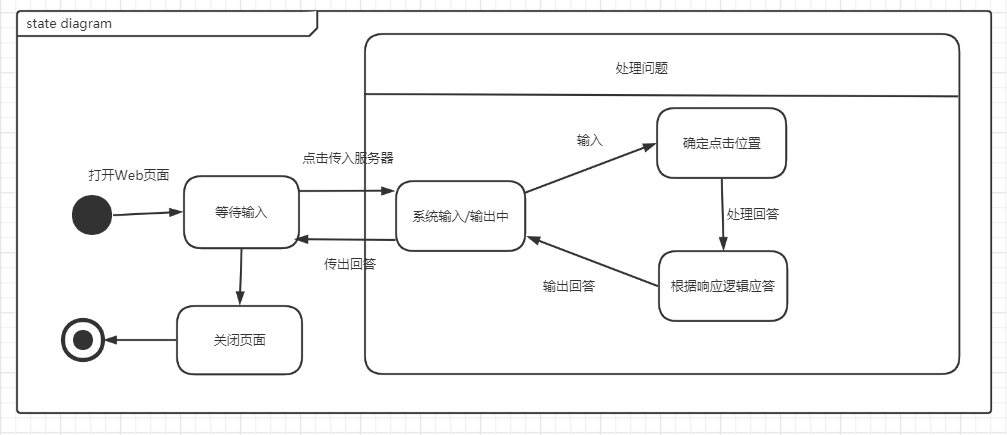 state diagram
处理问题
打开Web页面
等待输入
点击传入服务器
传出回答
系统输入/输出中
输入
确定点击位置
处理回答
根据响应逻辑应答
输出回答
关闭页面